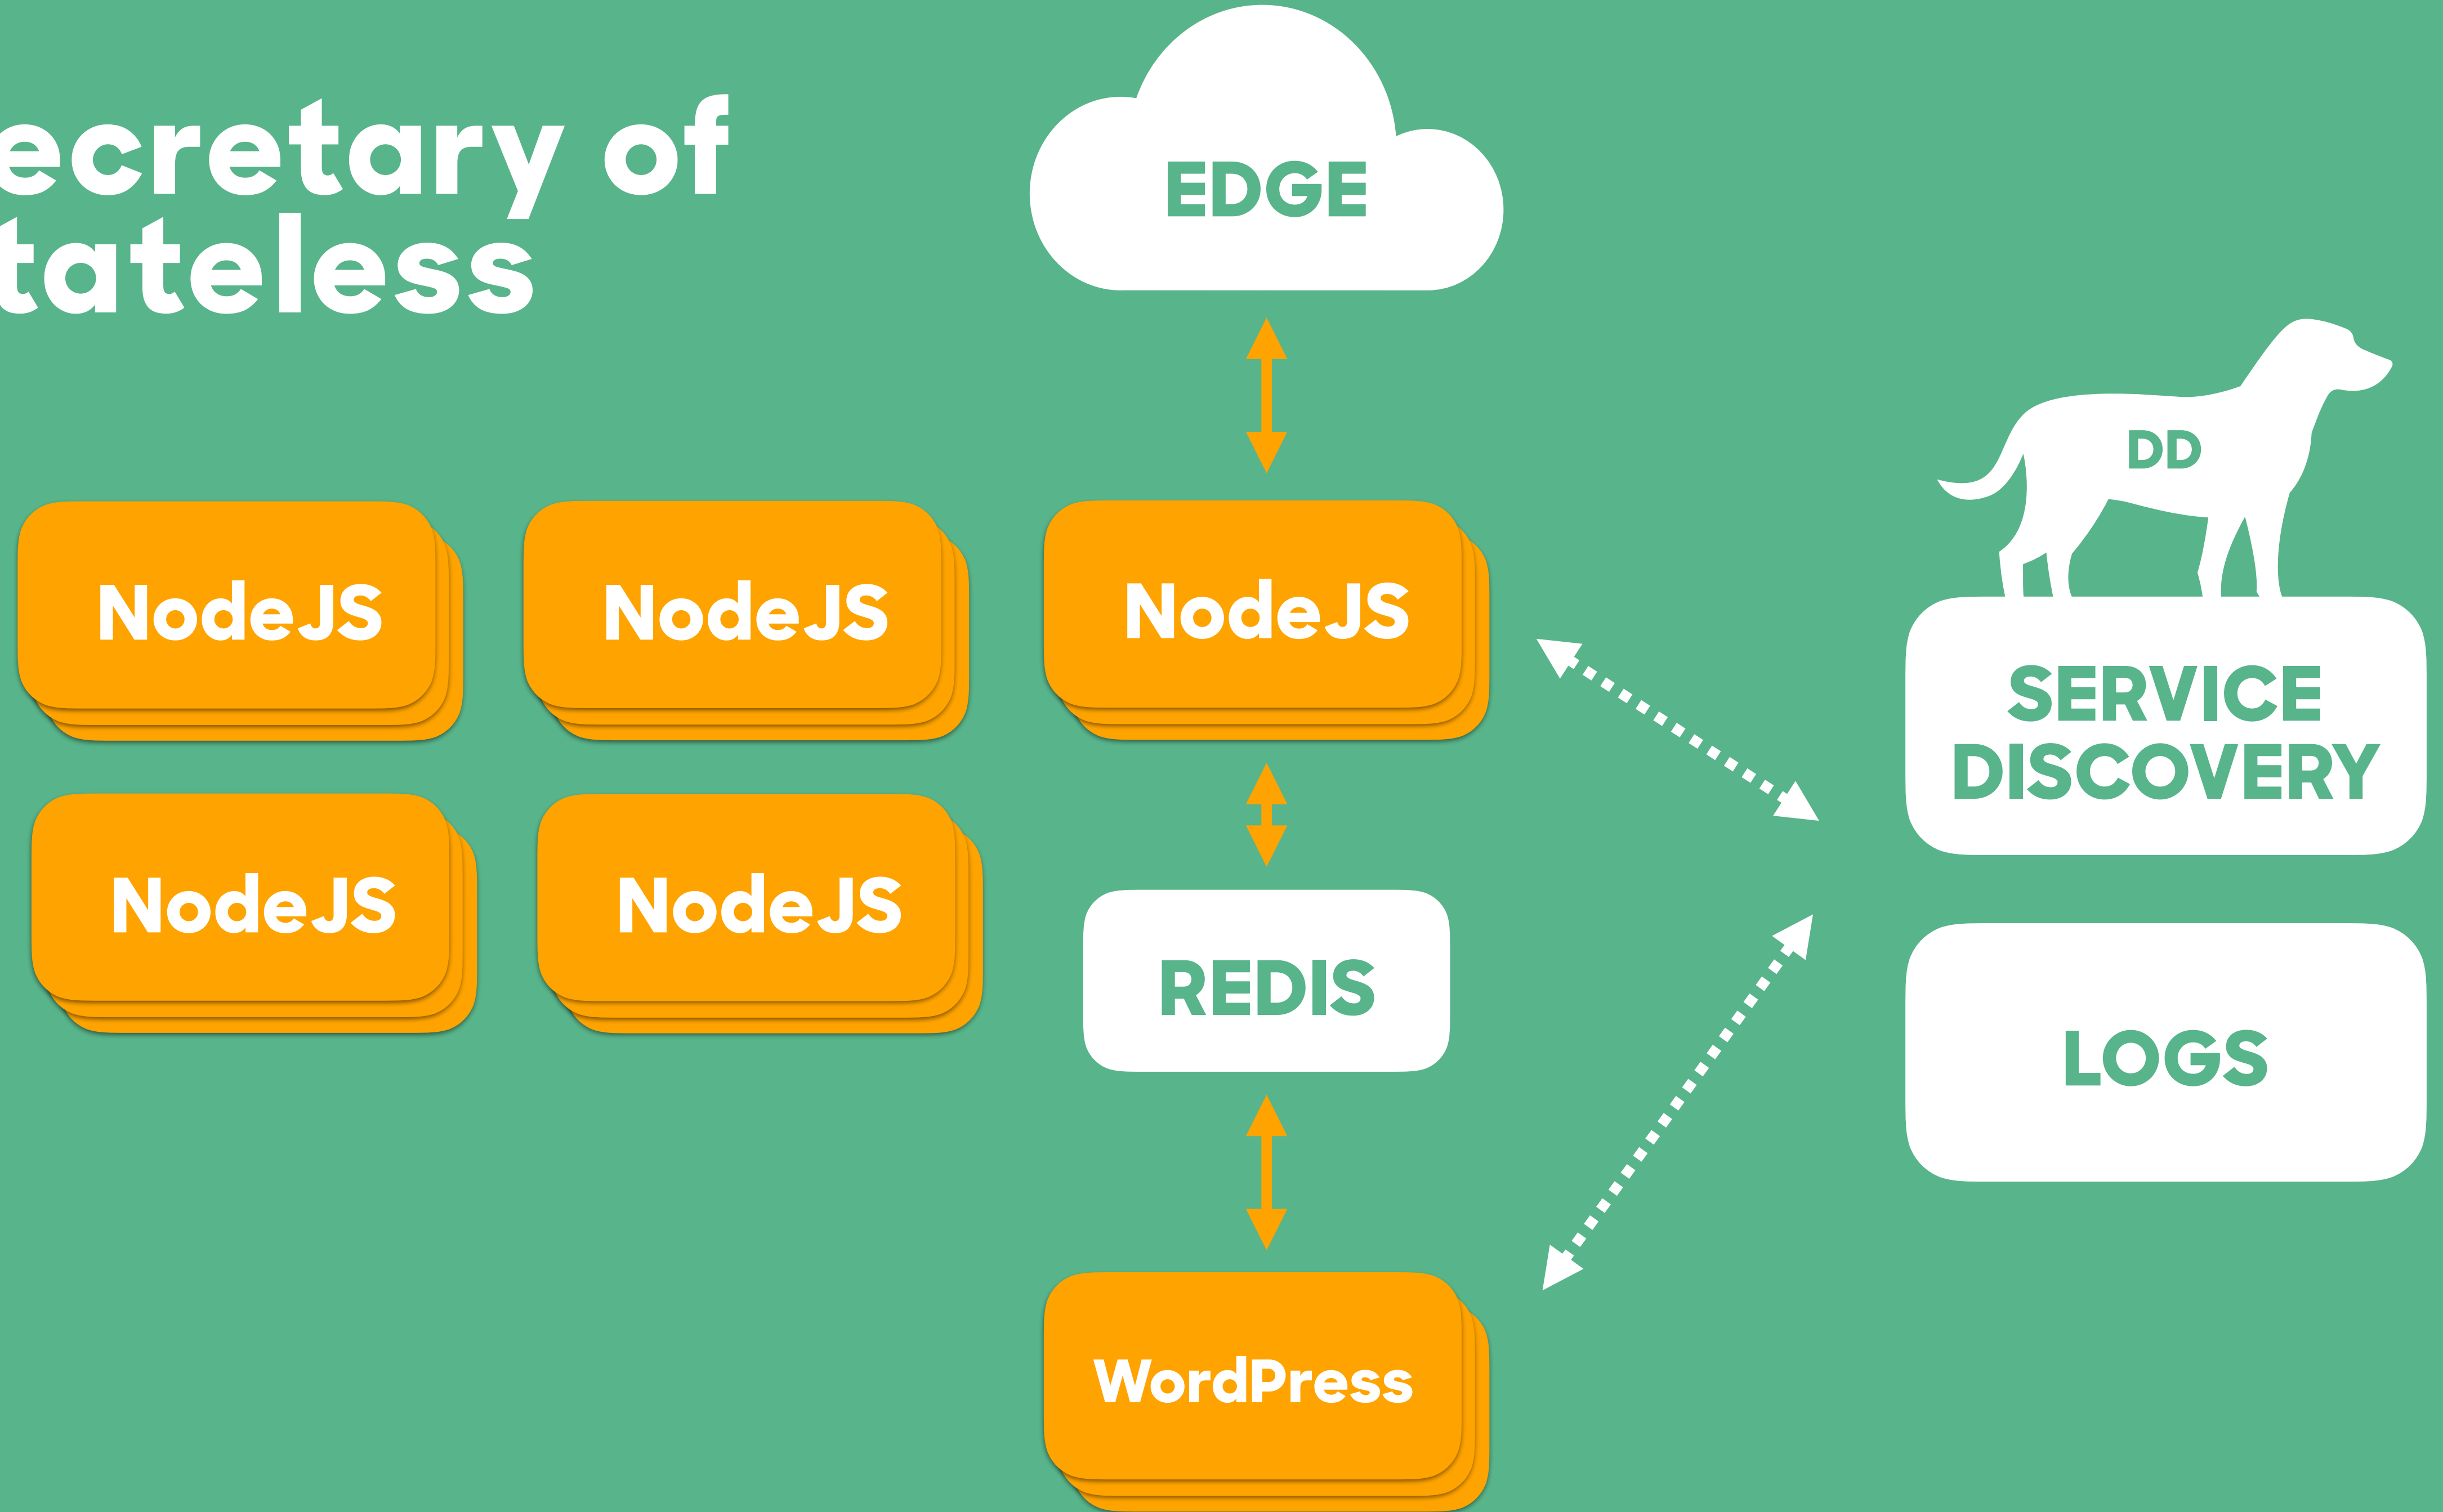 ecretary of
tateless
EDGE
DD
NodeJS
NodeJS
NodeJS
SERVICE
DISCOVERY
NodeJS
NodeJS
REDIS
LOGS
WordPress